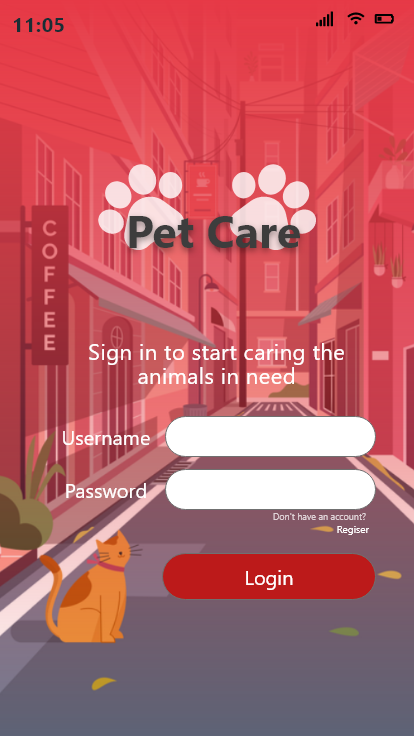 11:05
Pet Care
COFFEE
Sign in to start caring the
animals in need
Username
Password
Don't have an account?
Regiser
Login